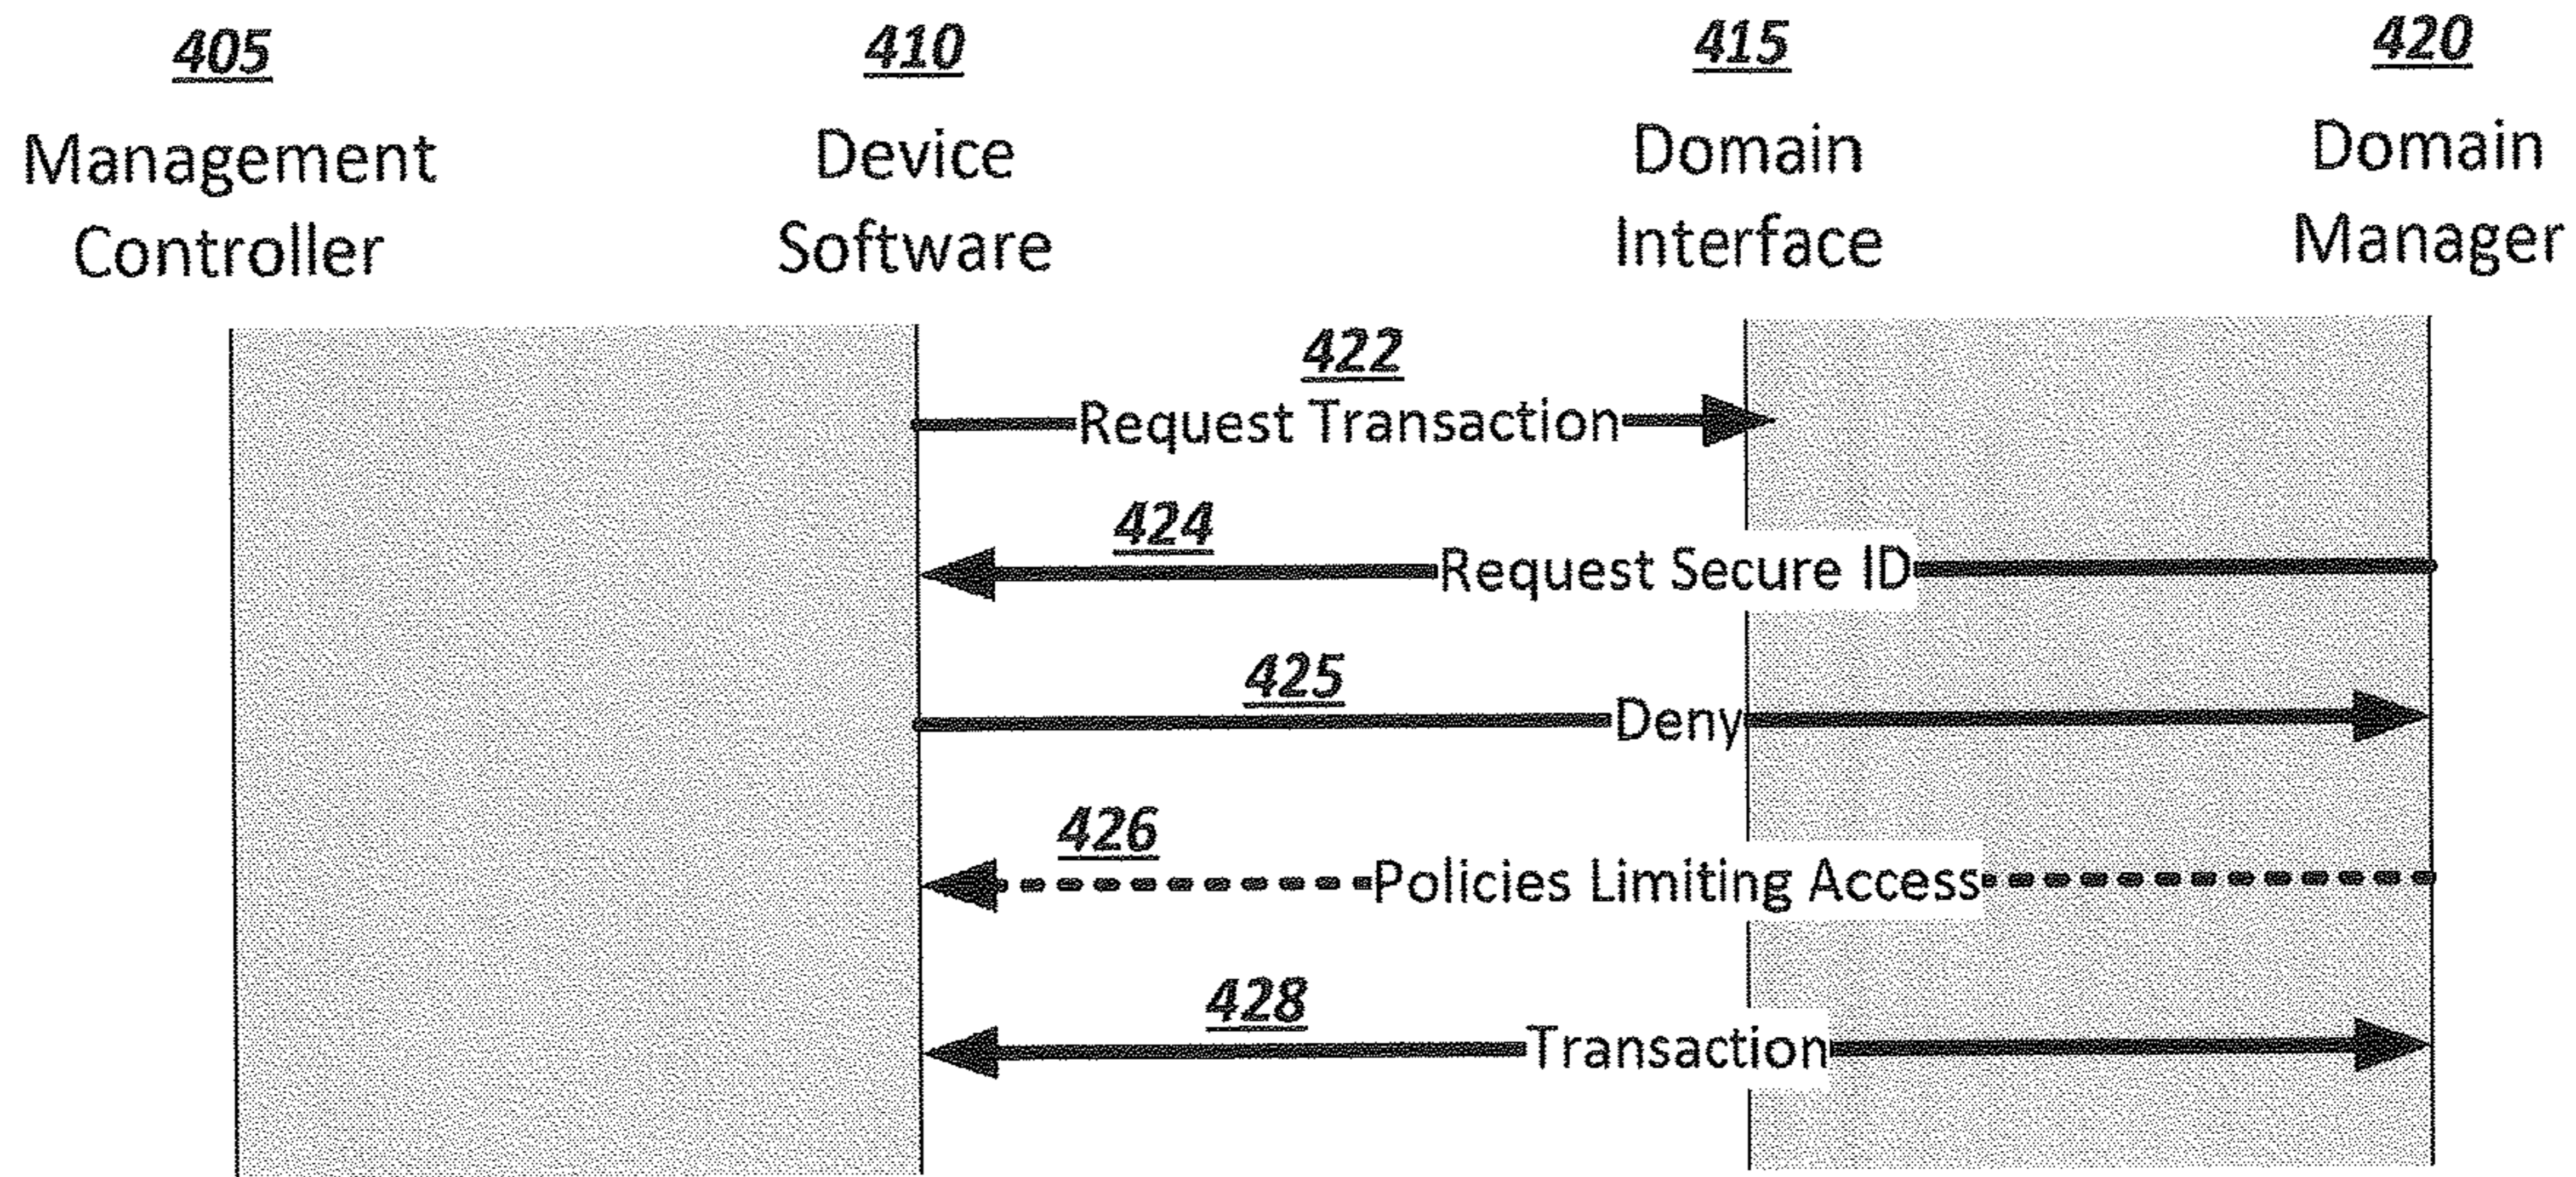 405
410
415
420
Management
Controller
Device
Software
Domain
Interface
Domain
Manager
422
Request Transaction
424
Request Secure ID
425
Deny
426
Policies Limiting Access
428
Transaction